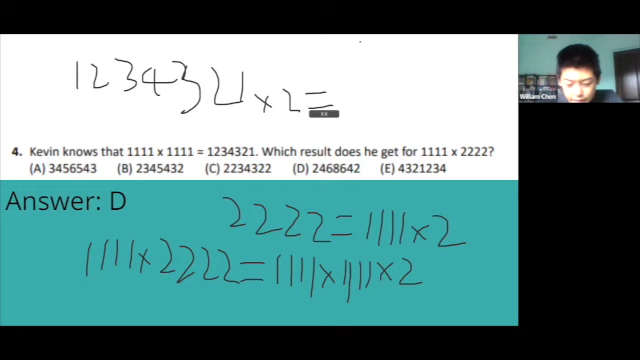 1234321 x 2 =
4. Kevin knows that 1111 x 1111 = 1234321. Which result does he get for 1111 x 2222?
(A) 3456543 (B) 2345432 (C) 2234322 (D) 2468642 (E) 4321234
Answer: D
2222 = 1111 x 2
1111 x 2222 = 1111 x 1111 x 2
William Chen